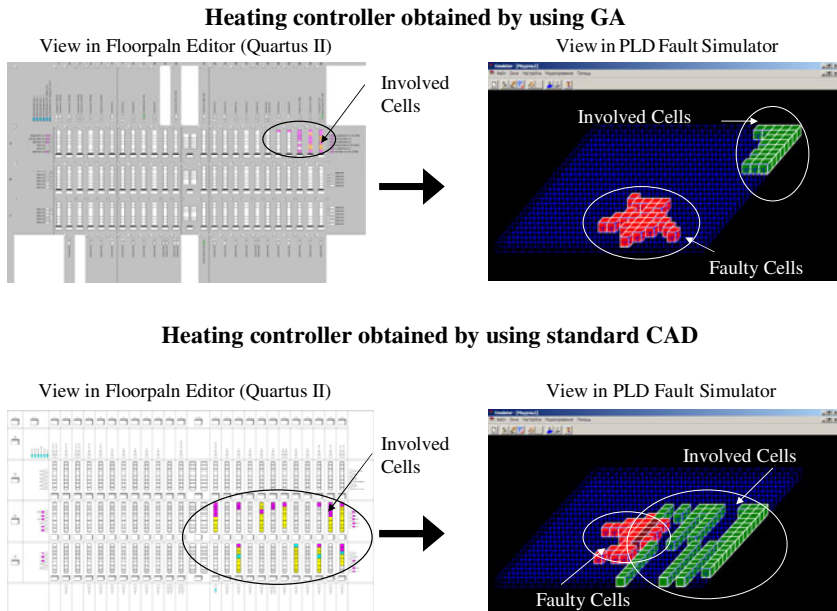 Heating controller obtained by using GA
View in Floorpaln Editor (Quartus II)
View in PLD Fault Simulator
Involved
Cells
Involved Cells
Faulty Cells
Heating controller obtained by using standard CAD
View in Floorpaln Editor (Quartus II)
View in PLD Fault Simulator
Involved
Cells
Involved Cells
Faulty Cells